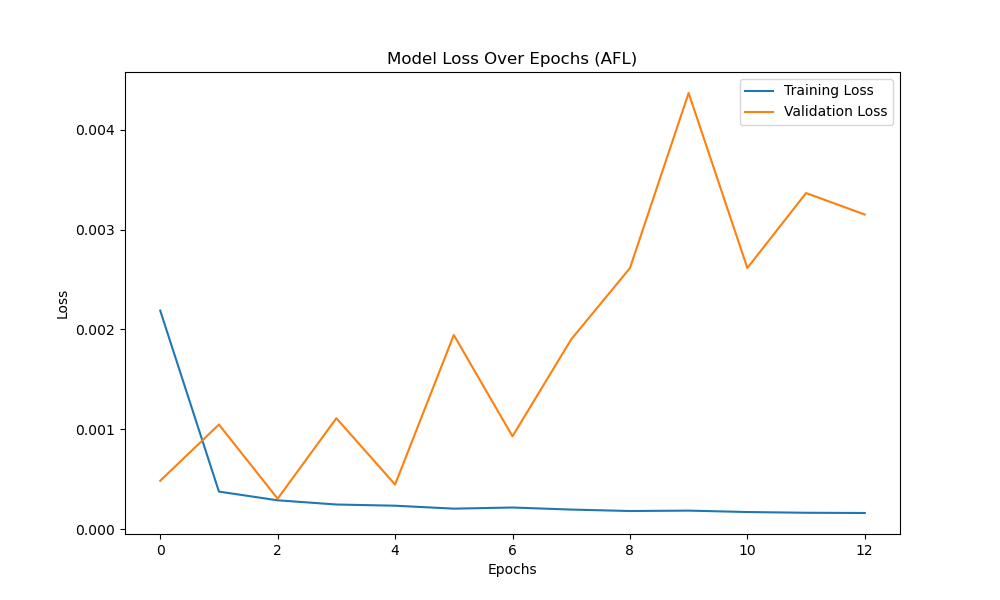 Model Loss Over Epochs (AFL)
Training Loss
Validation Loss
0.004
0.003
0.002
0.001
0.000
Loss
0 2 4 6 8 10 12
Epochs